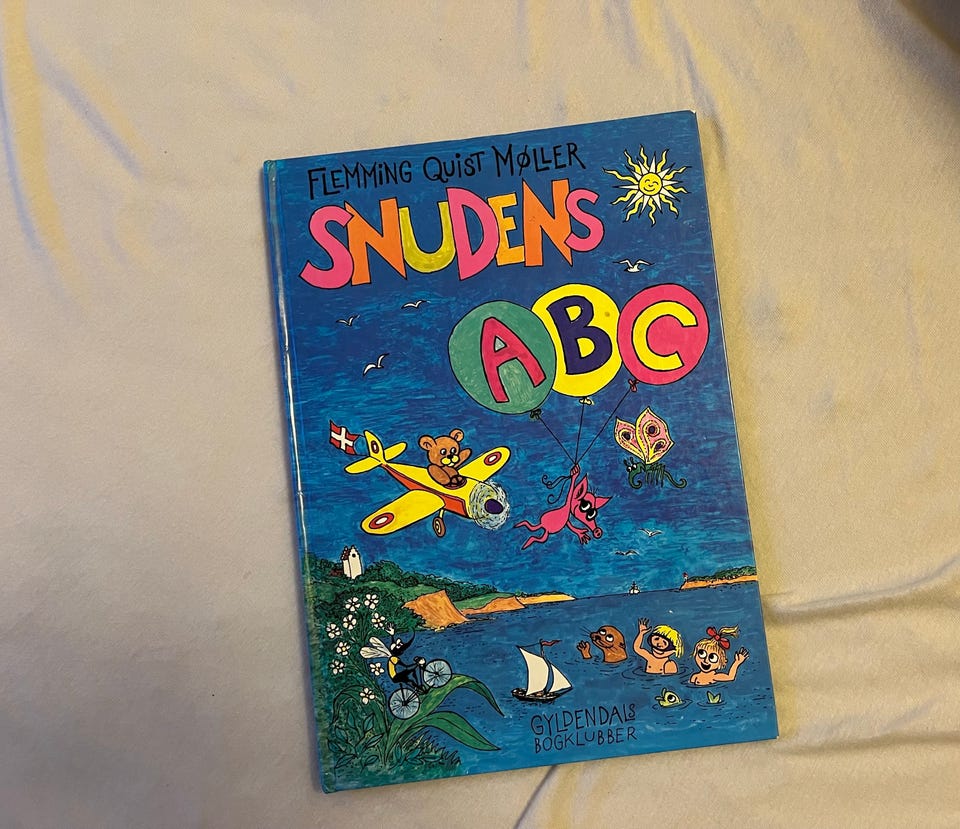 FLEMMING QUIST MØLLER
SNUDENS
ABC
GYLDENDALS
BOGKLUBBER